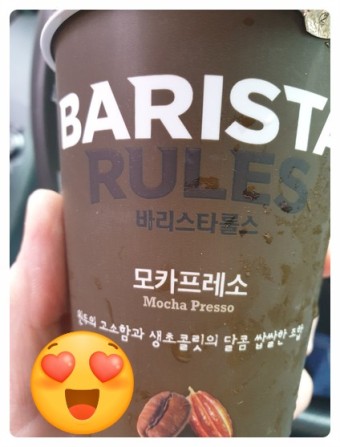 BARISTA
RULES
바리스타룰스
모카프레소
Mocha Presso
원두의 고소함과 생초콜릿의 달콤 쌉쌀한 조합